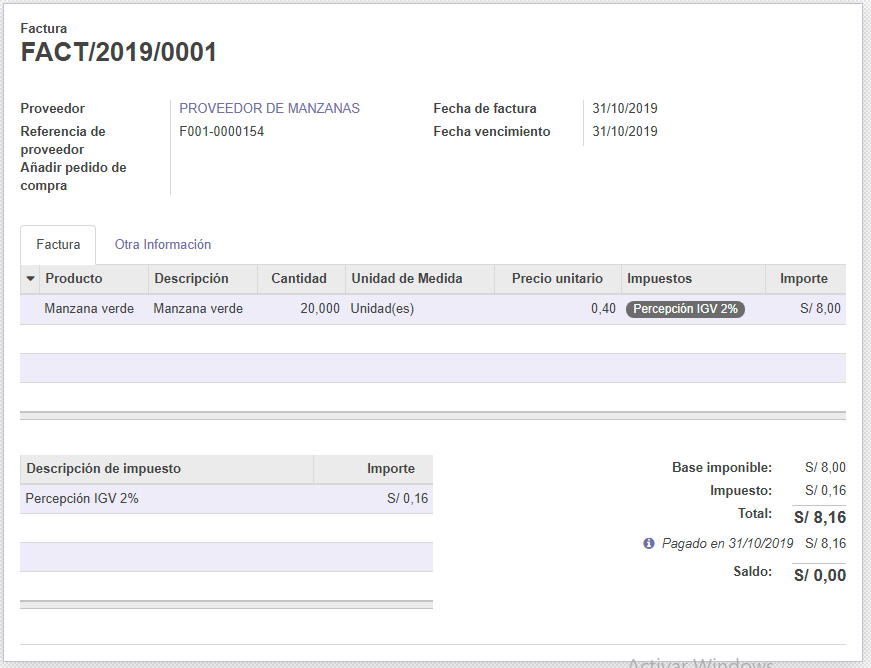 Factura
FACT/2019/0001
Proveedor PROVEEDOR DE MANZANAS Fecha de factura 31/10/2019
Referencia de proveedor F001-0000154 Fecha vencimiento 31/10/2019
Añadir pedido de compra
Factura Otra Información
Producto Descripción Cantidad Unidad de Medida Precio unitario Impuestos Importe
Manzana verde Manzana verde 20,000 Unidad(es) 0,40 Percepción IGV 2% S/ 8,00
Descripción de impuesto Importe
Percepción IGV 2% S/ 0,16
Base imponible: S/ 8,00
Impuesto: S/ 0,16
Total: S/ 8,16
Pagado en 31/10/2019 S/ 8,16
Saldo: S/ 0,00
Activar Windows